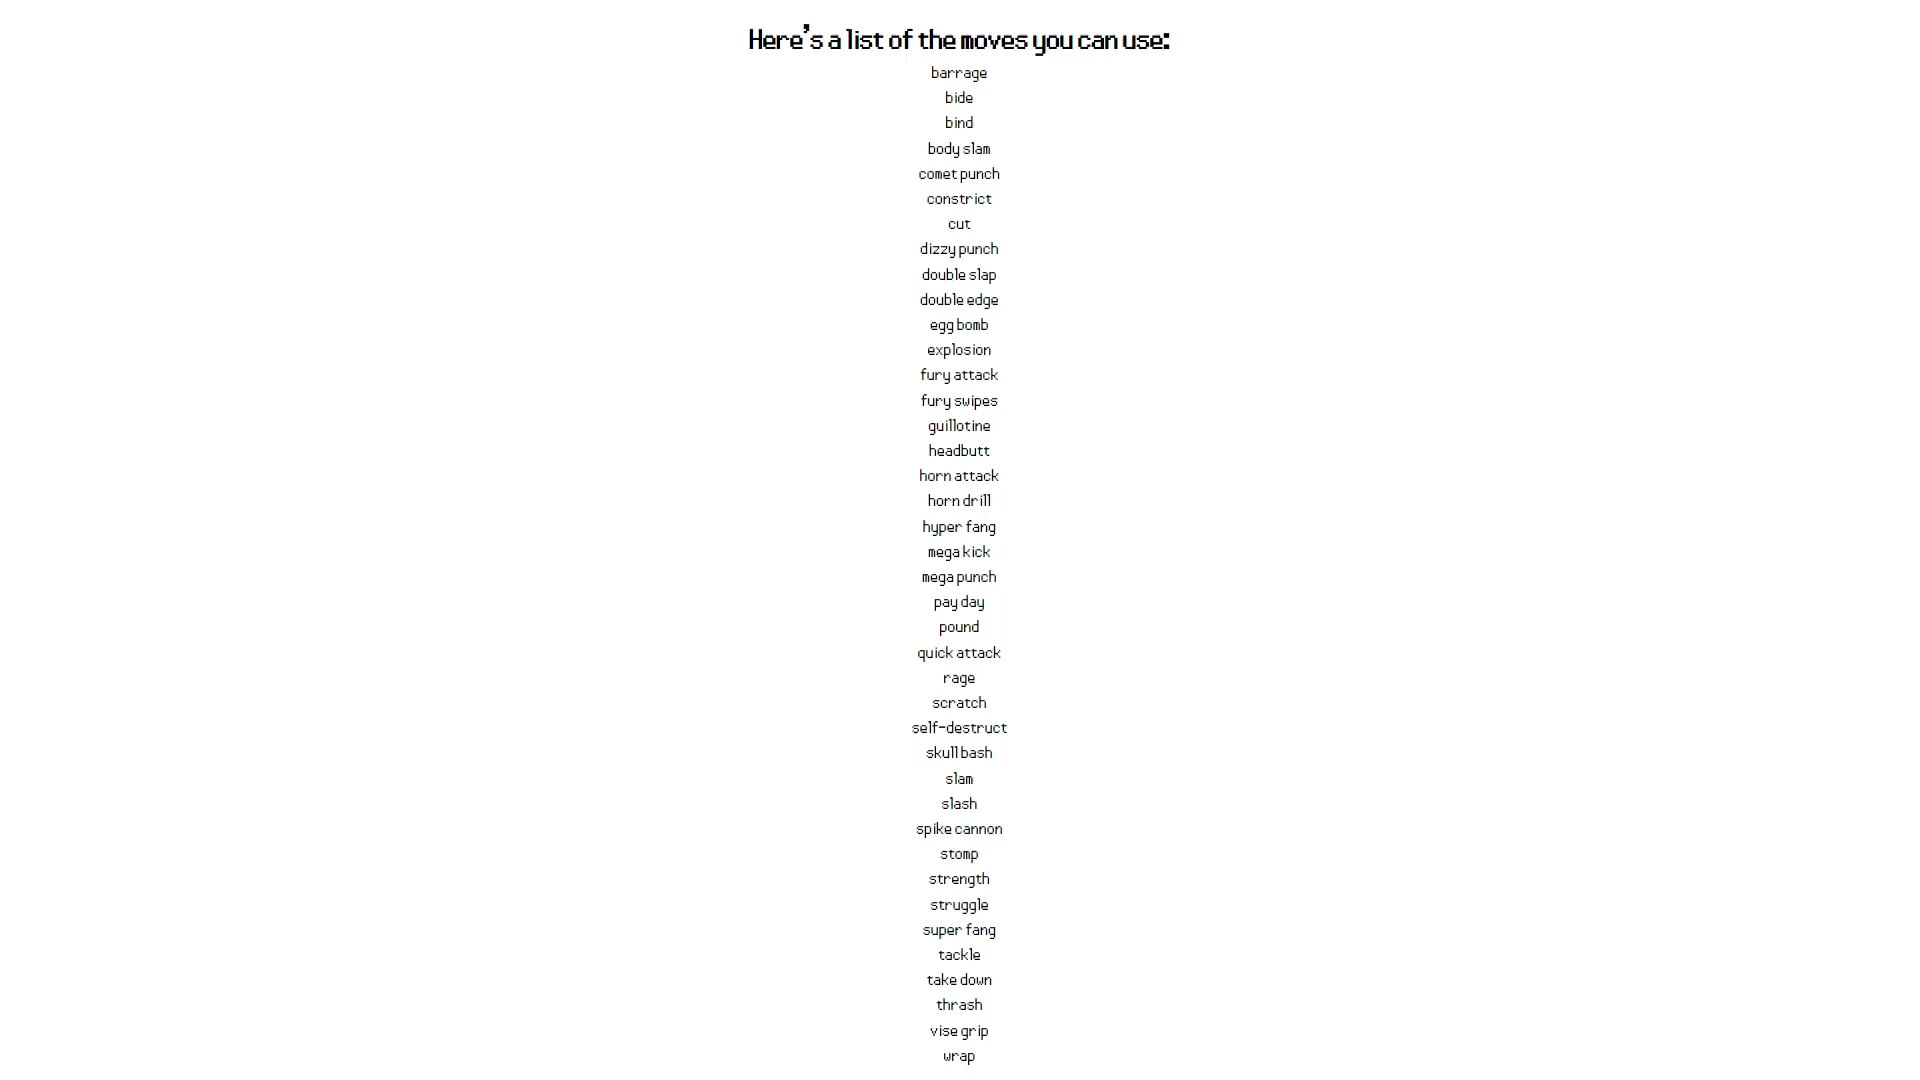 Here's a list of the moves you can use:
barrage
bide
bind
body slam
comet punch
constrict
cut
dizzy punch
double slap
double edge
egg bomb
explosion
fury attack
fury swipes
guillotine
headbutt
horn attack
horn drill
hyper fang
mega kick
mega punch
pay day
pound
quick attack
rage
scratch
self-destruct
skull bash
slam
slash
spike cannon
stomp
strength
struggle
super fang
tackle
take down
thrash
vise grip
wrap